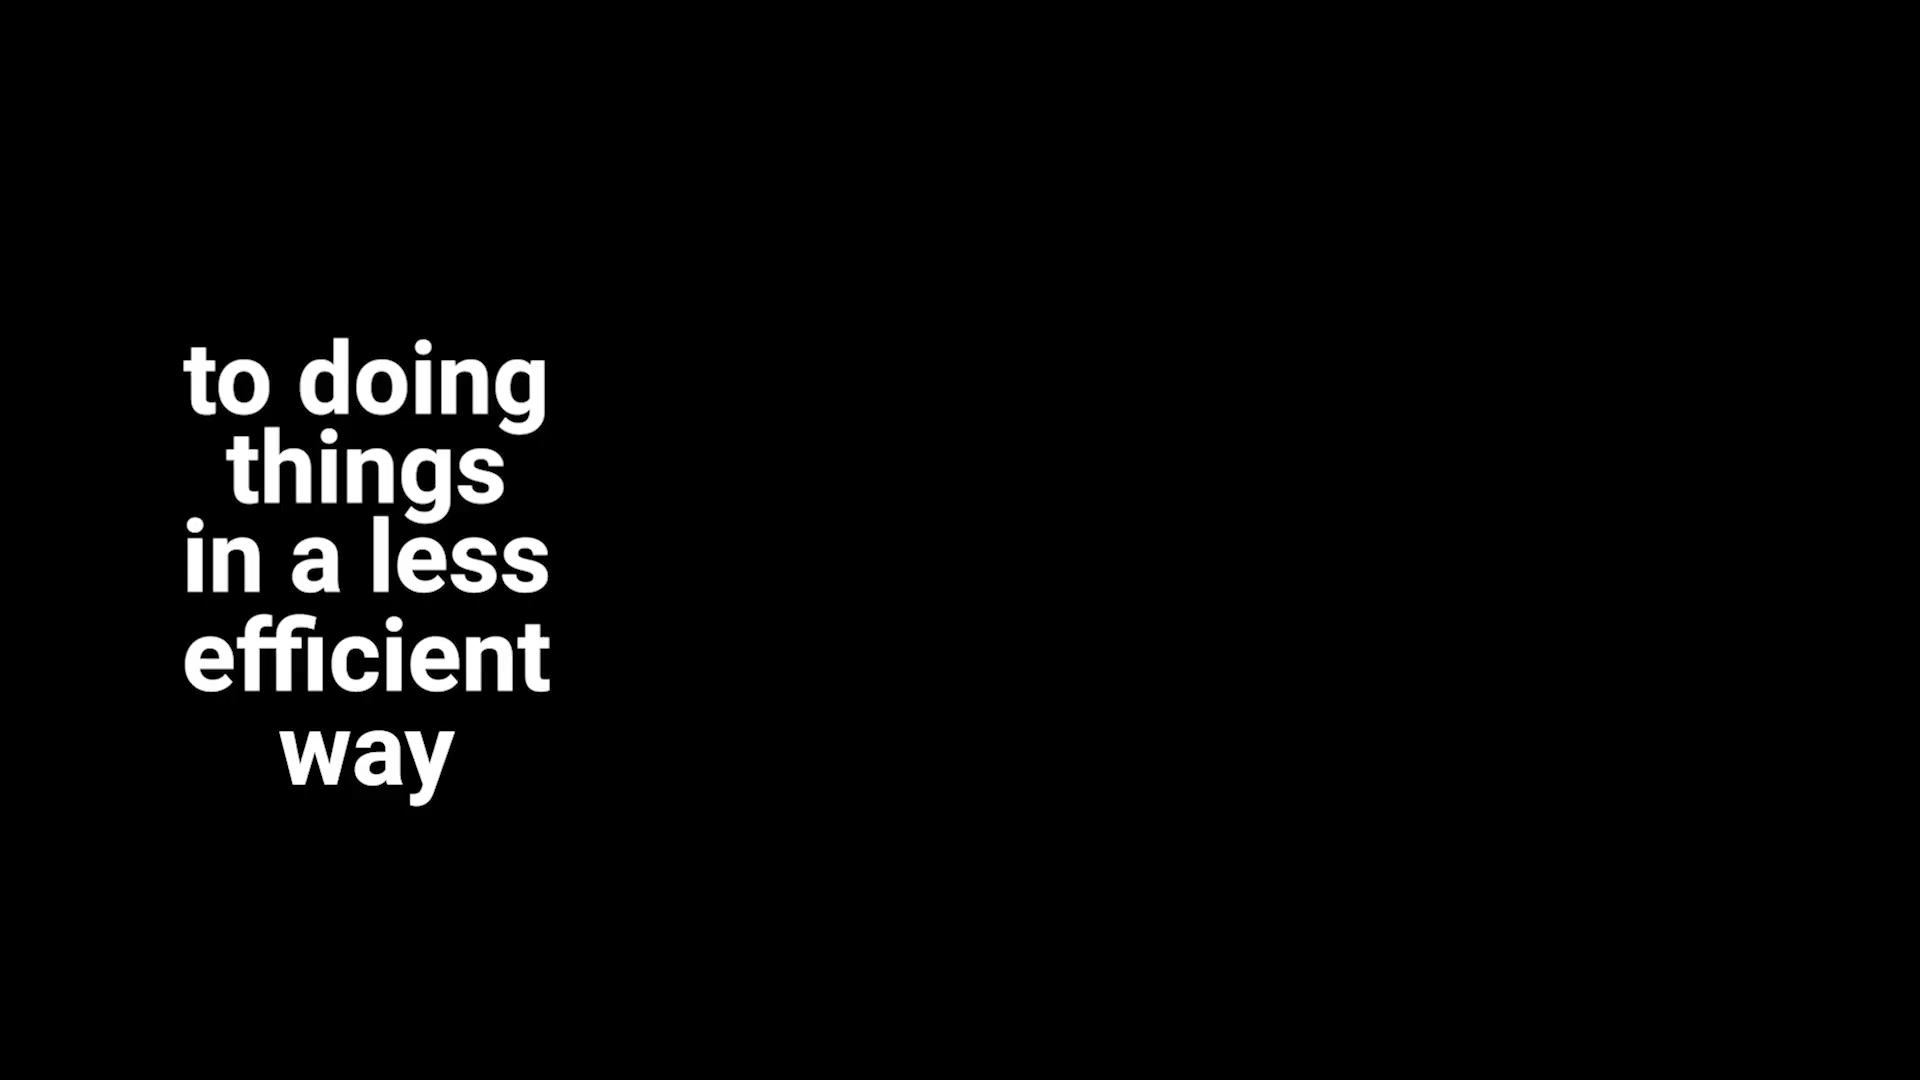 to doing
things
in a less
efficient
way